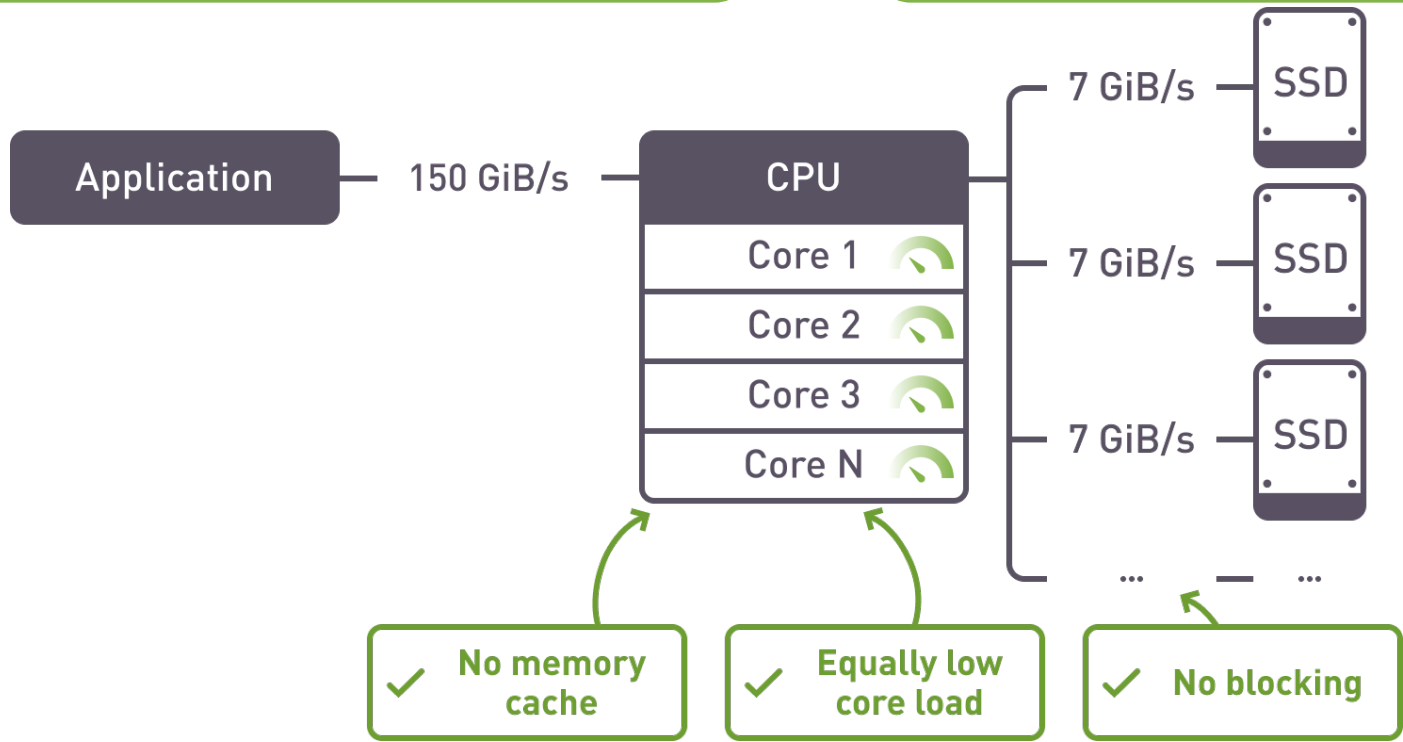 Application
150 GiB/s
CPU
Core 1
Core 2
Core 3
Core N
7 GiB/s
SSD
7 GiB/s
SSD
7 GiB/s
SSD
...
...
No memory
cache
Equally low
core load
No blocking